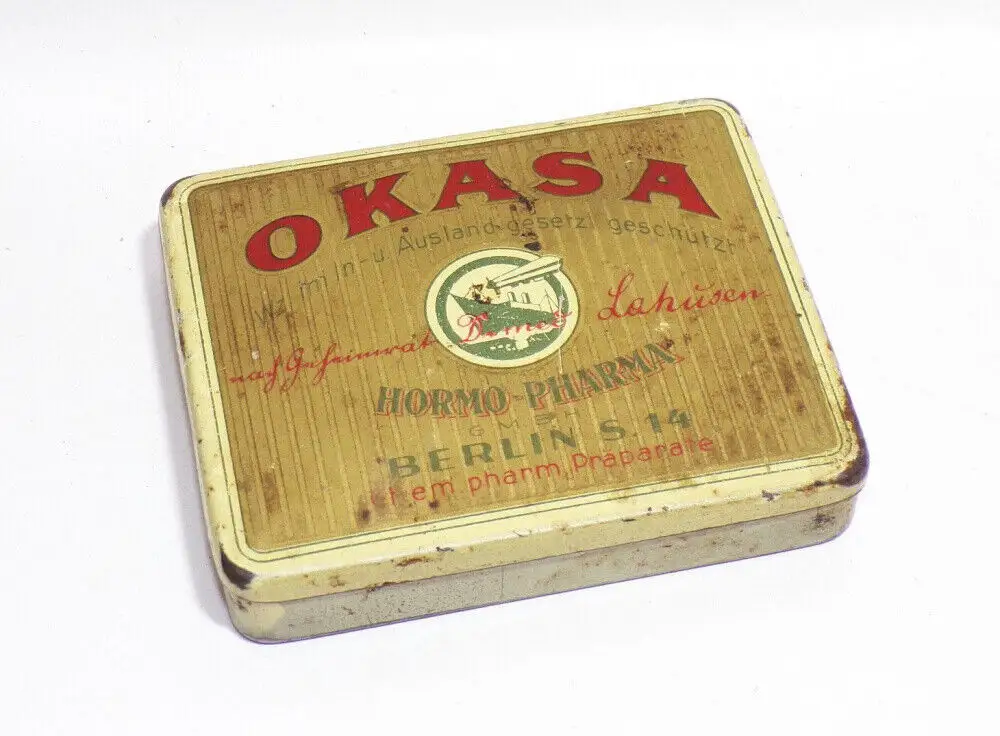 OKASA
im In- u Ausland gesetzl geschützt
nach Geheimrat Dr. med Lahusen
HORMO-PHARMA
G M B
BERLIN S. 14
chem pharm. Präparate